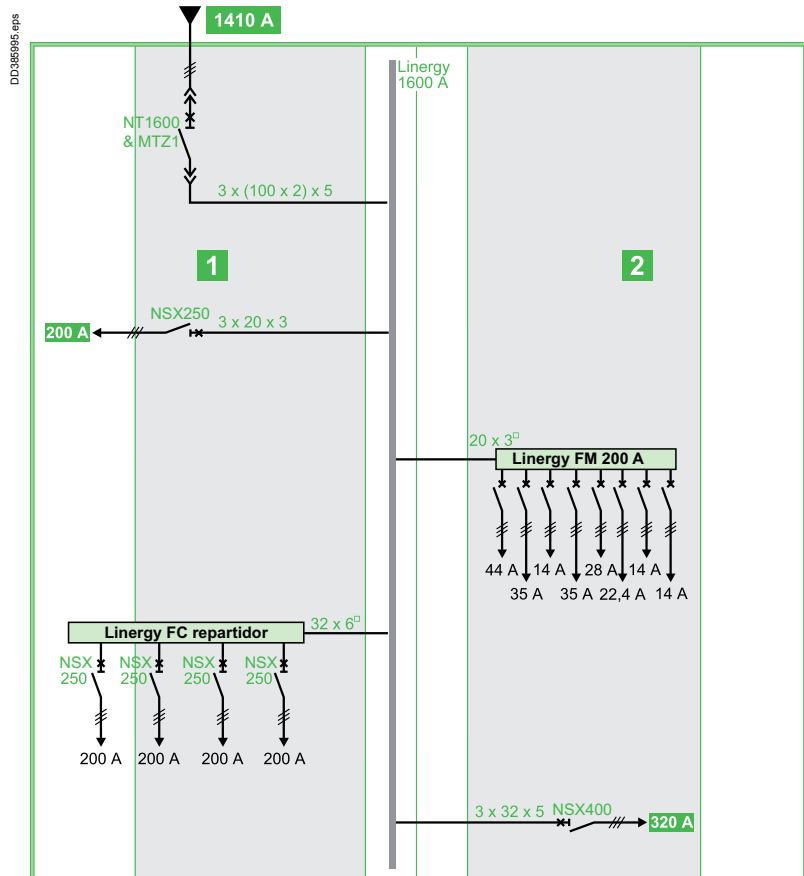 DD385995.eps
1410 A
Linergy
1600 A
NT1600
& MTZ1
3 x (100 x 2) x 5
1
2
NSX250
200 A
3 x 20 x 3
20 x 3□
Linergy FM 200 A
44 A
14 A
28 A
14 A
35 A
35 A
22,4 A
14 A
32 x 6□
Linergy FC repartidor
NSX
250
NSX
250
NSX
250
NSX
250
200 A
200 A
200 A
200 A
3 x 32 x 5
NSX400
320 A